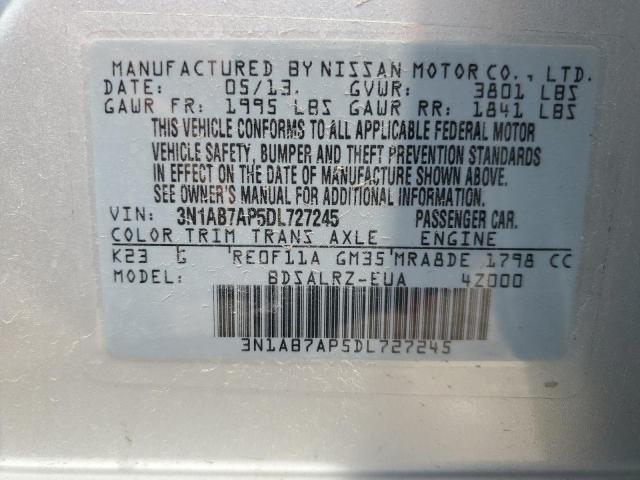 MANUFACTURED BY NISSAN MOTOR CO., LTD.
DATE: 05/13. GVWR: 3801 LBS
GAWR FR: 1995 LBS GAWR RR: 1841 LBS
THIS VEHICLE CONFORMS TO ALL APPLICABLE FEDERAL MOTOR
VEHICLE SAFETY, BUMPER AND THEFT PREVENTION STANDARDS
IN EFFECT ON THE DATE OF MANUFACTURE SHOWN ABOVE.
SEE OWNER'S MANUAL FOR ADDITIONAL INFORMATION.
VIN: 3N1AB7AP5DL727245 PASSENGER CAR.
COLOR TRIM TRANS AXLE ENGINE
K23 G RE0F11A GM35 MRA8DE 1798 CC
MODEL: BDSALRZ-EUA 4Z000
3N1AB7AP5DL727245